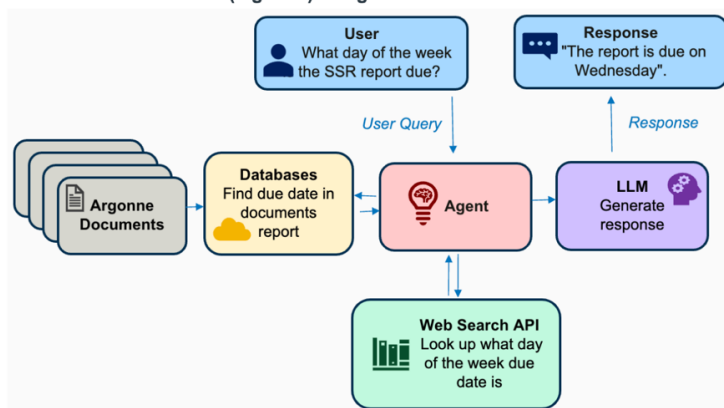 User
What day of the week
the SSR report due?
Response
"The report is due on
Wednesday".
User Query
Response
Argonne
Documents
Databases
Find due date in
documents
report
Agent
LLM
Generate
response
Web Search API
Look up what day
of the week due
date is